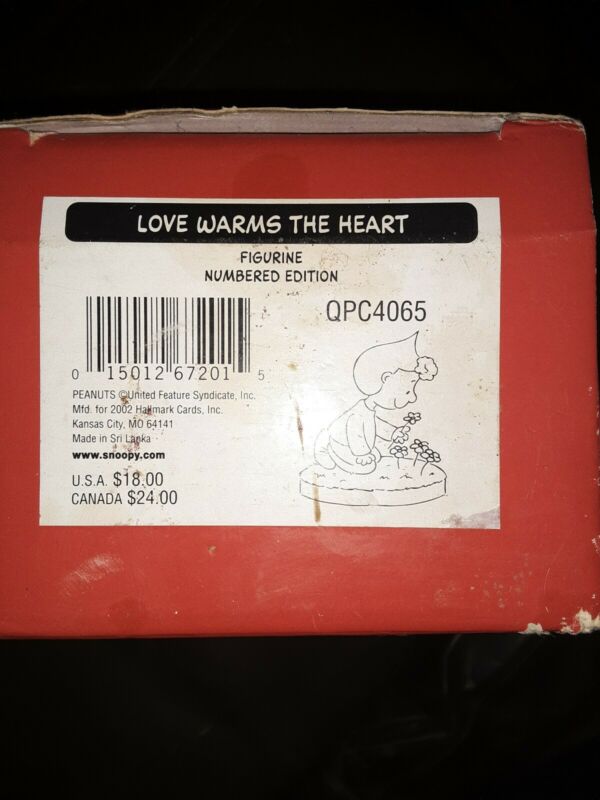 LOVE WARMS THE HEART
FIGURINE
NUMBERED EDITION
QPC4065
0 15012 67201 5
PEANUTS ©United Feature Syndicate, Inc.
Mfd. for 2002 Hallmark Cards, Inc.
Kansas City, MO 64141
Made in Sri Lanka
www.snoopy.com
U.S.A. $18.00
CANADA $24.00